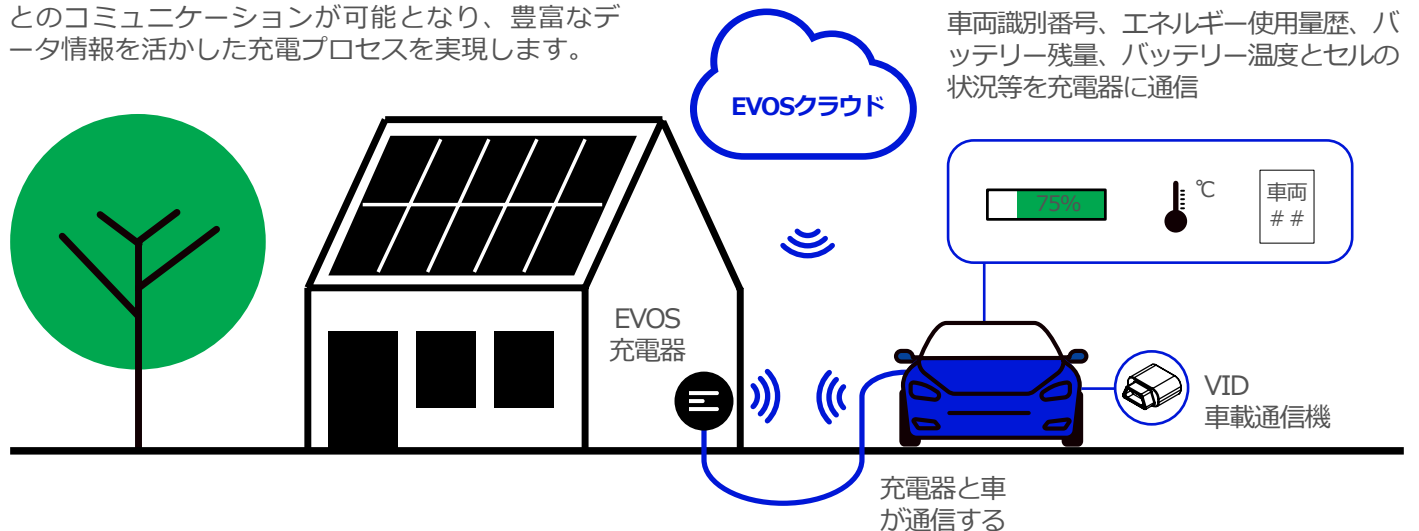 とのコミュニケーションが可能となり、豊富なデ
ータ情報を活かした充電プロセスを実現します。
車両識別番号、エネルギー使用量歴、バ
ッテリー残量、バッテリー温度とセルの
状況等を充電器に通信
EVOSクラウド
75%
℃
車両
##
EVOS
充電器
VID
車載通信機
充電器と車
が通信する